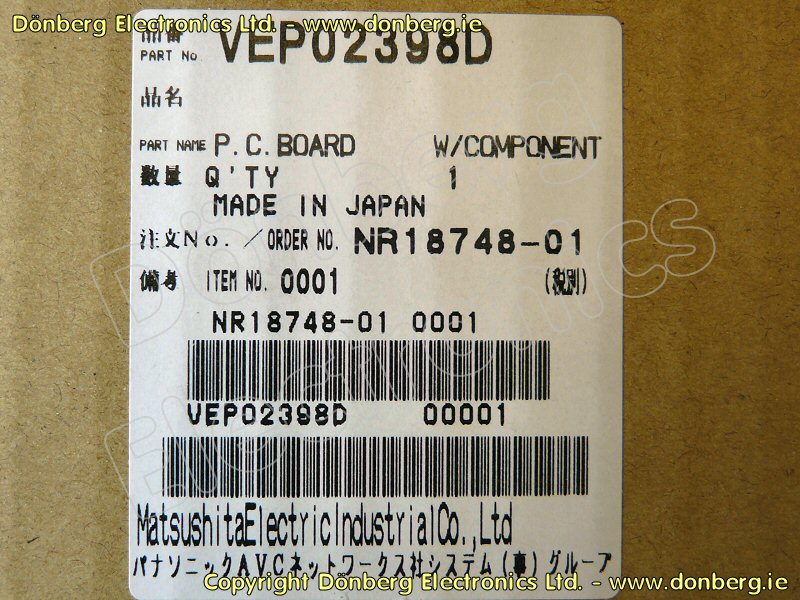 Dönberg Electronics Ltd. - www.donberg.ie
品番
PART No. VEP02398D
品名
PART NAME P.C.BOARD W/COMPONENT
数量 Q'TY 1
MADE IN JAPAN
注文No./ORDER NO. NR18748-01
備考 ITEM NO. 0001 (税別)
NR18748-01 0001
VEP02398D 00001
MatsushitaElectricIndustrialCo.,Ltd
パナソニックAVCネットワークス社システム(事)グループ
Dönberg Electronics
© Copyright Dönberg Electronics Ltd. - www.donberg.ie